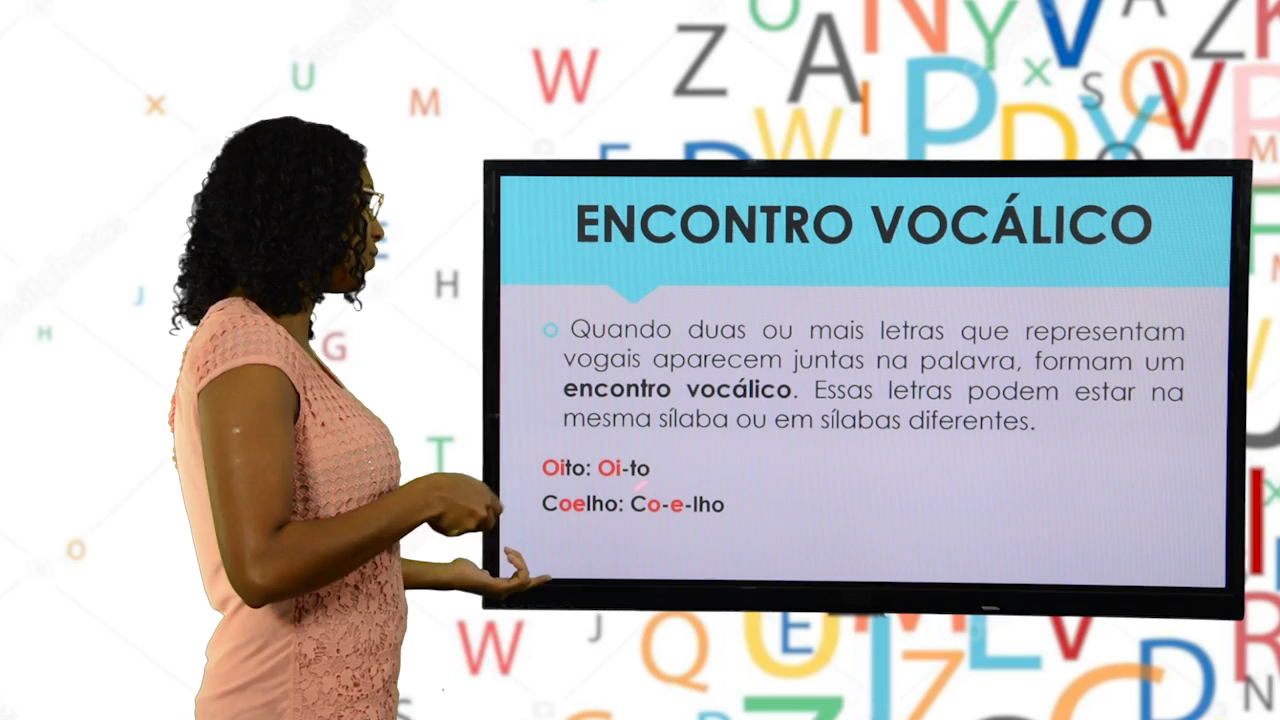 ENCONTRO VOCÁLICO
Quando duas ou mais letras que representam
vogais aparecem juntas na palavra, formam um
encontro vocálico. Essas letras podem estar na
mesma sílaba ou em sílabas diferentes.
Oito: Oi-to
Coelho: Co-e-lho